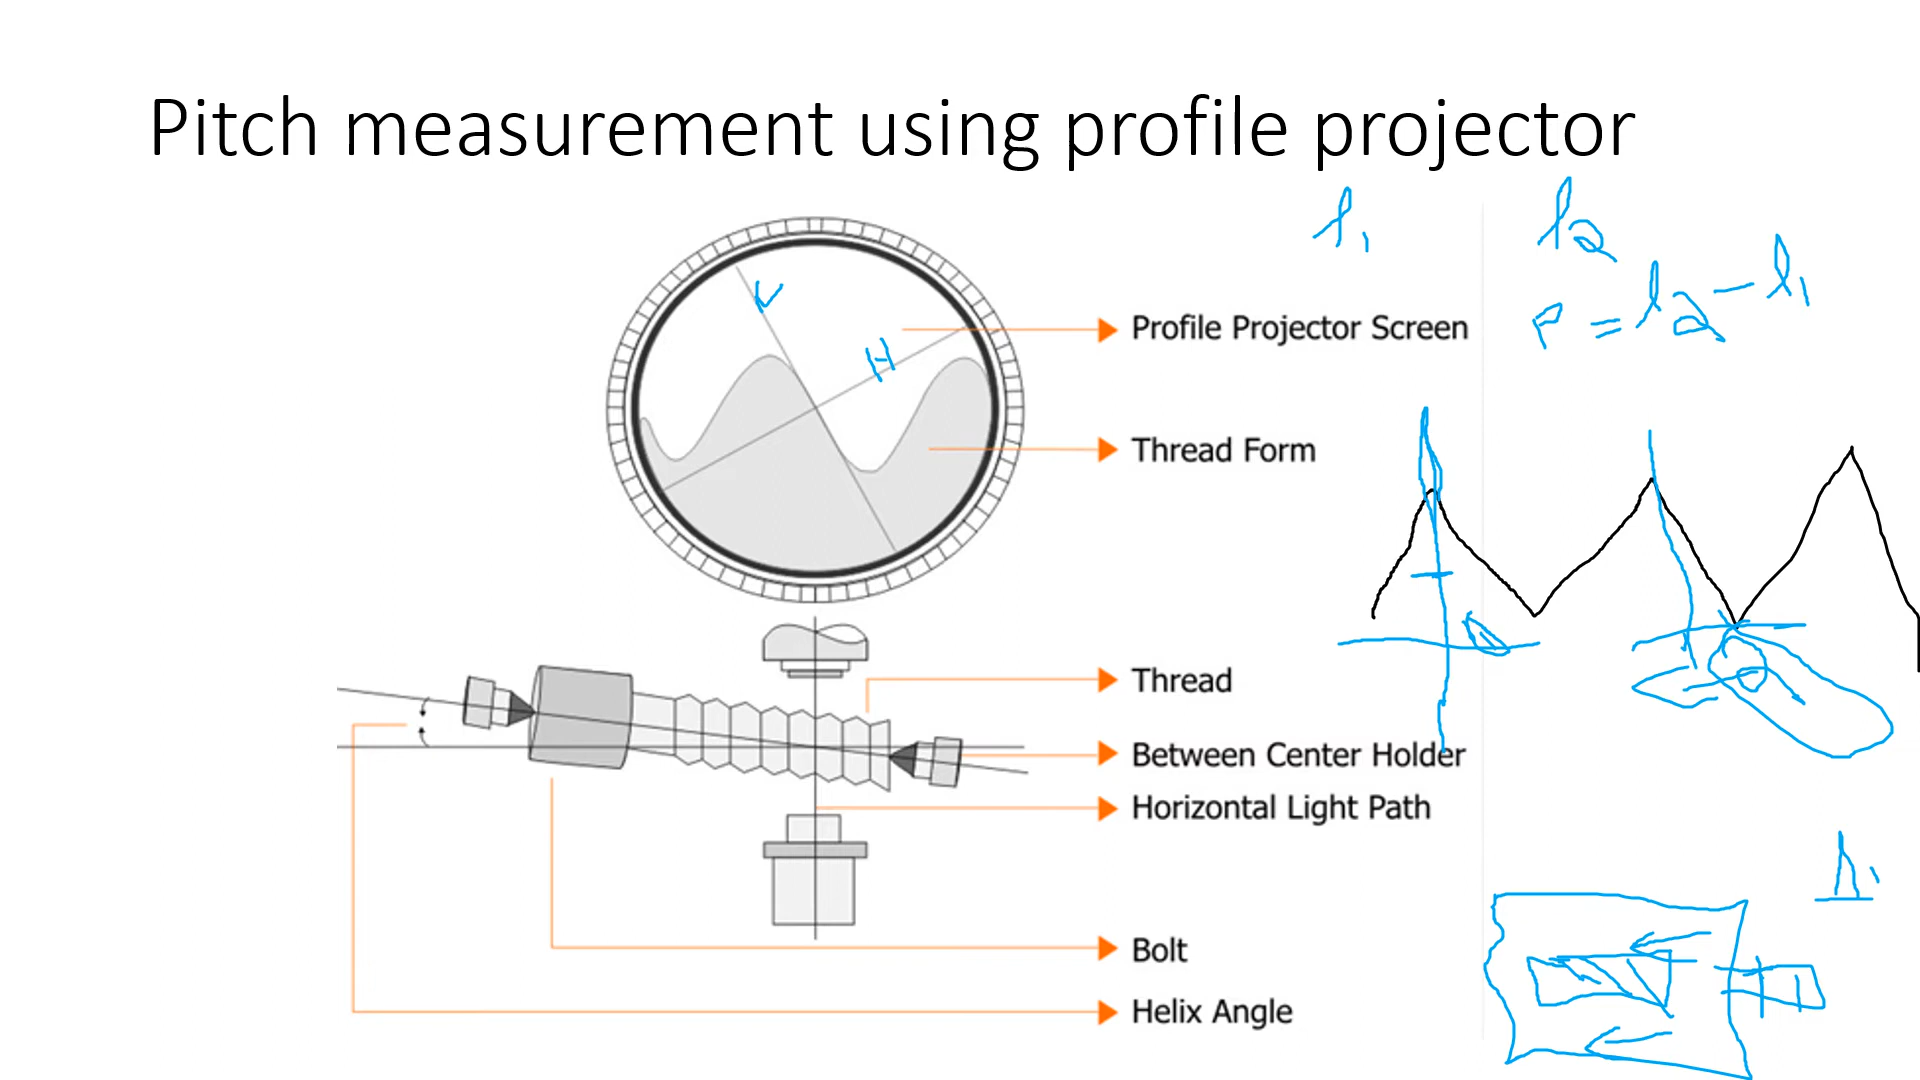 Pitch measurement using profile projector
l₁ l₂
P = l₂ - l₁
V
H
Profile Projector Screen
Thread Form
Thread
Between Center Holder
Horizontal Light Path
Bolt
Helix Angle